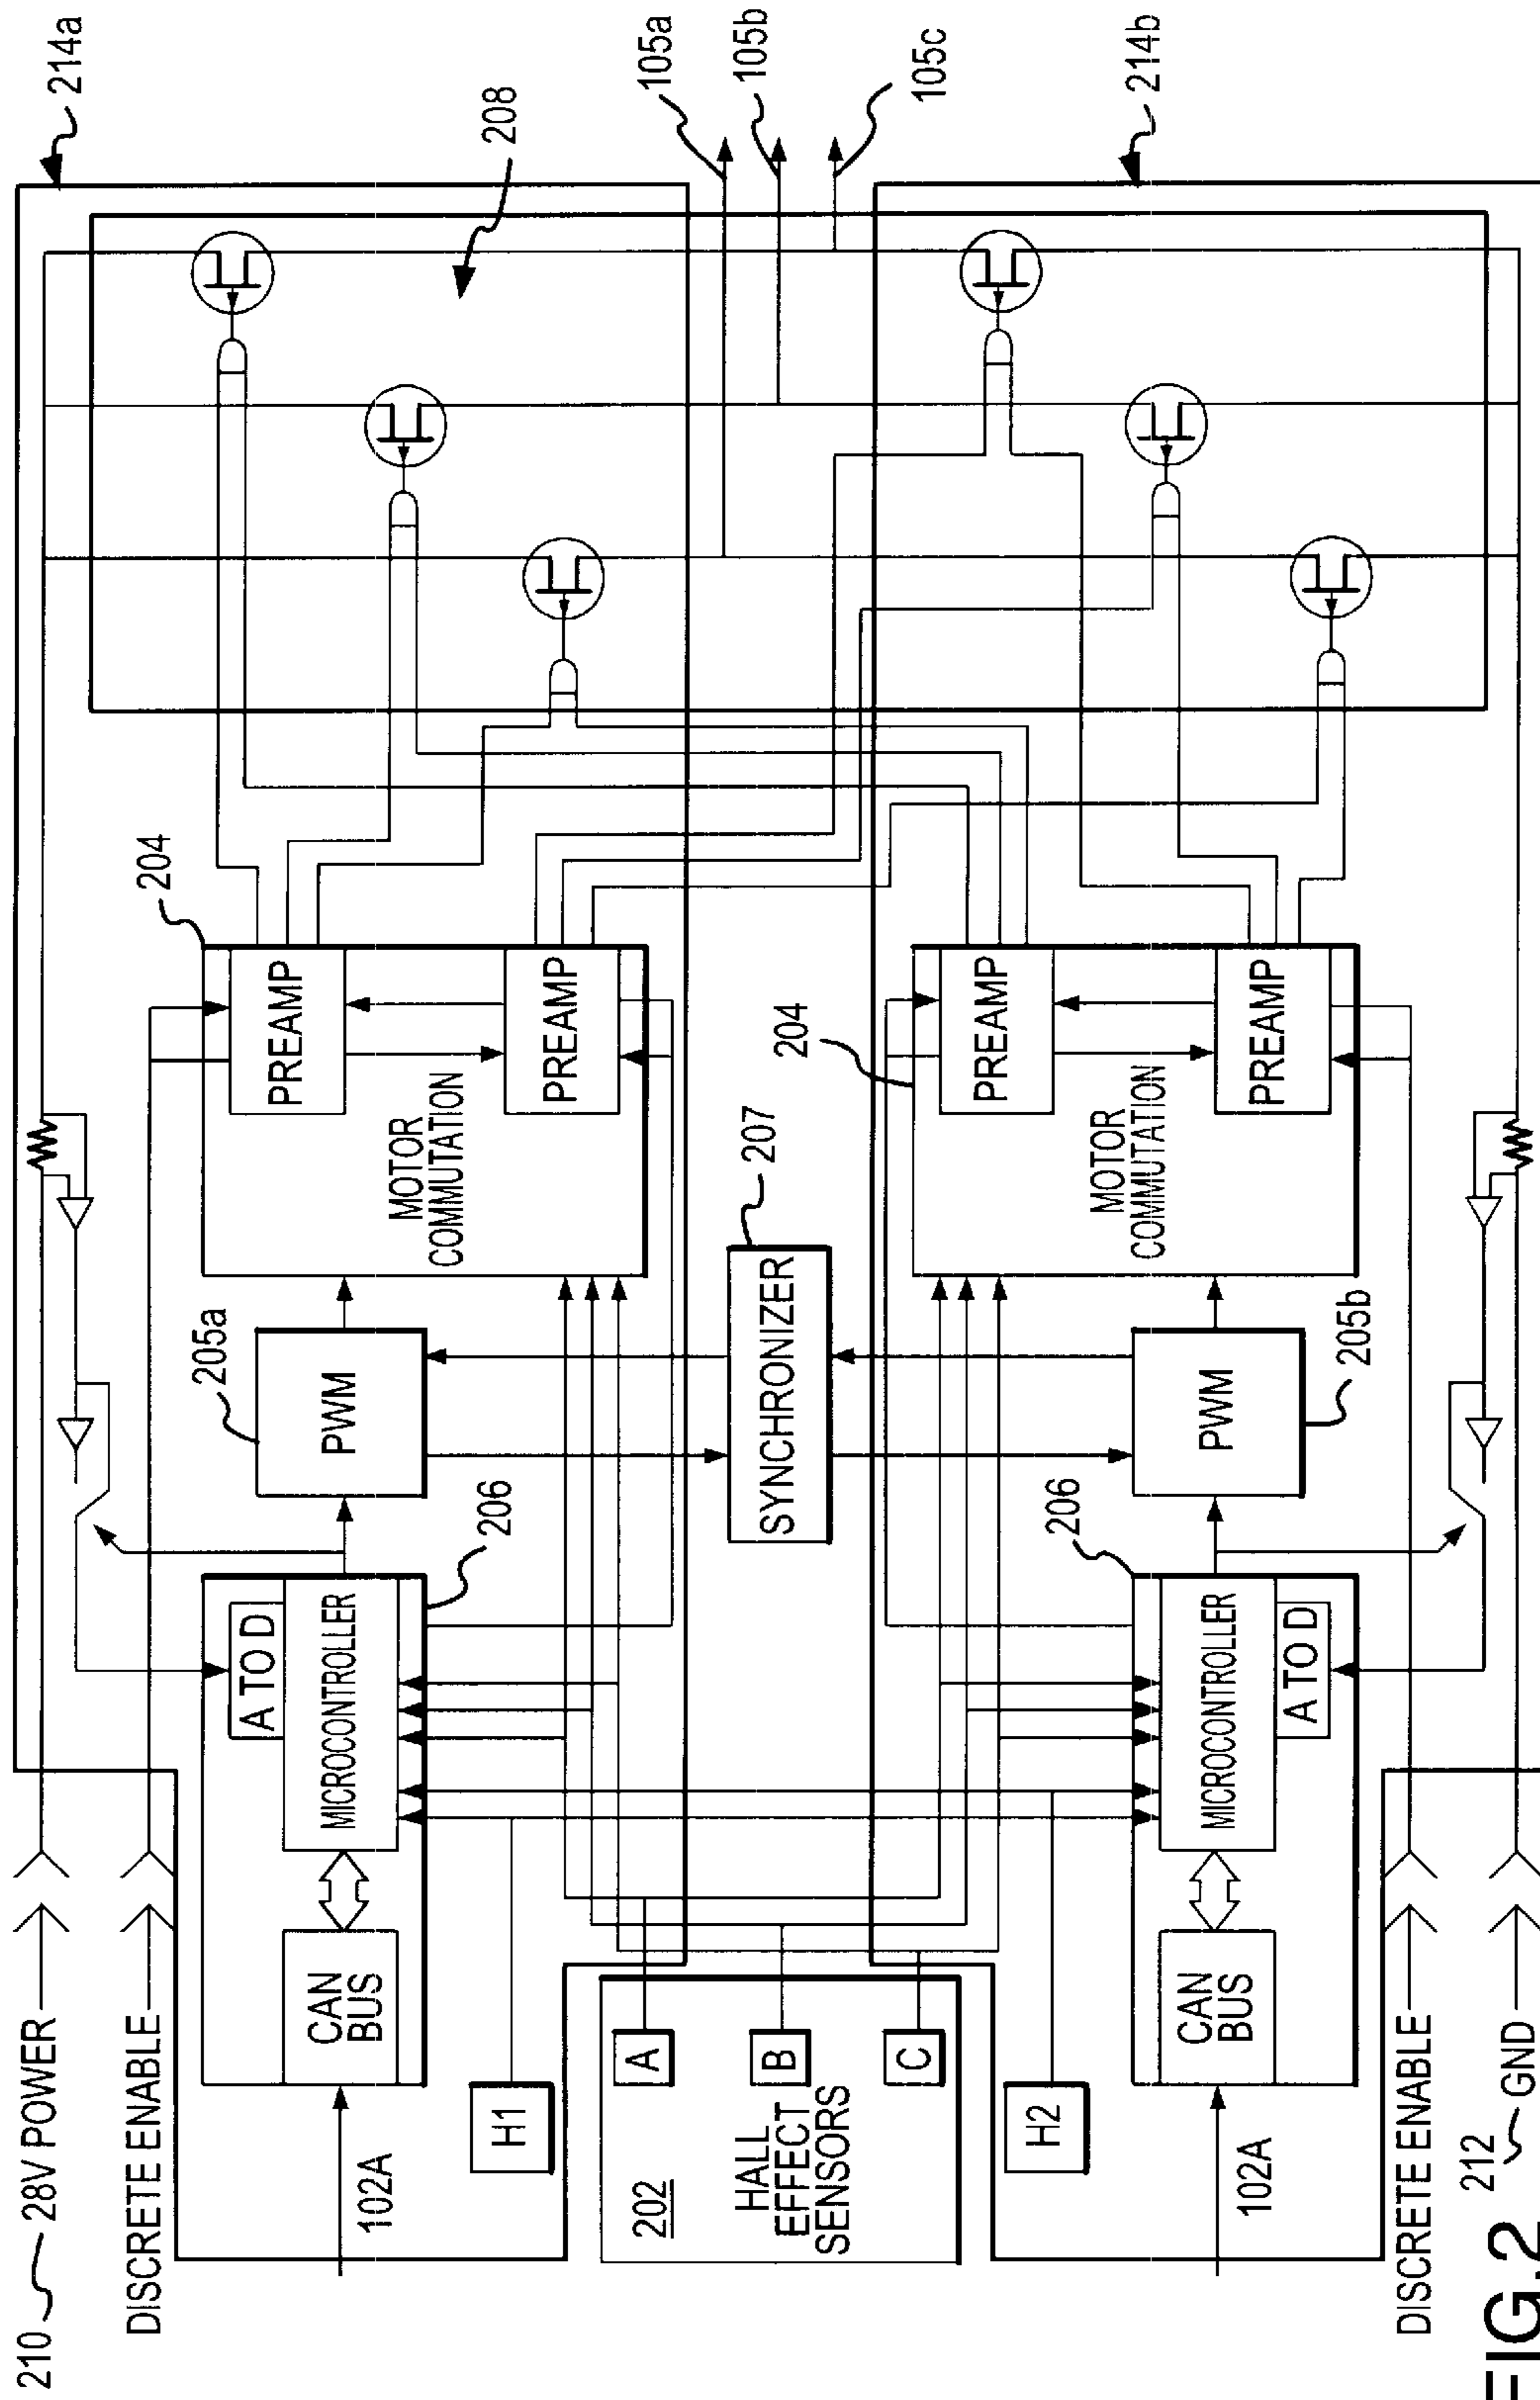 210
28V POWER
DISCRETE ENABLE
214a
208
105a
105b
105c
214b
204
PREAMP
PREAMP
MOTOR
COMMUTATION
205a
PWM
206
A TO D
MICROCONTROLLER
CAN
BUS
102A
H1
207
SYNCHRONIZER
202
HALL
EFFECT
SENSORS
A
B
C
H2
204
PREAMP
PREAMP
MOTOR
COMMUTATION
PWM
205b
206
MICROCONTROLLER
A TO D
CAN
BUS
102A
DISCRETE ENABLE
212
GND
FIG.2